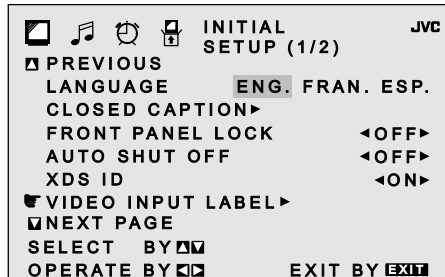 INITIAL JVC
SETUP (1/2)
PREVIOUS
LANGUAGE ENG. FRAN. ESP.
CLOSED CAPTION►
FRONT PANEL LOCK ◄OFF►
AUTO SHUT OFF ◄OFF►
XDS ID ◄ON►
VIDEO INPUT LABEL►
NEXT PAGE
SELECT BY
OPERATE BY EXIT BY EXIT